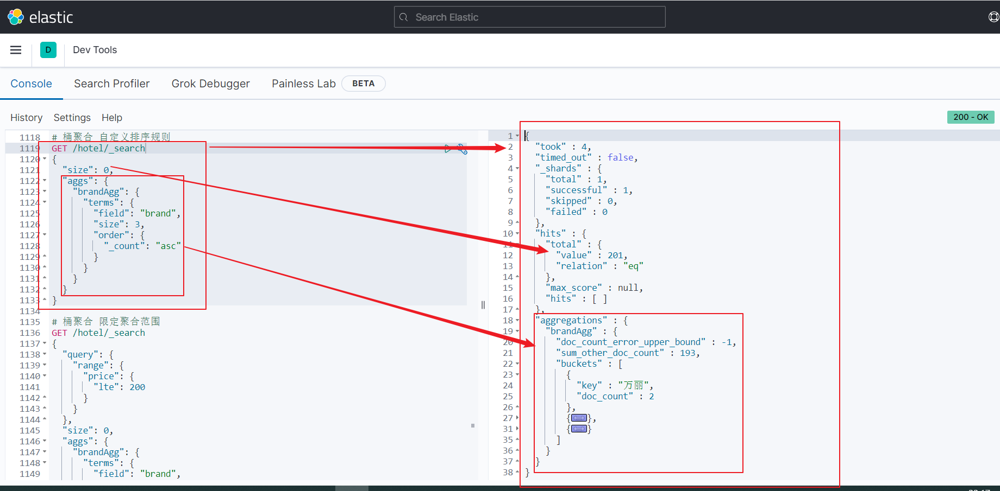 elastic
Search Elastic
D
Dev Tools
Console
Search Profiler
Grok Debugger
Painless Lab
BETA
History
Settings
Help
200 - OK
1118 # 桶聚合 自定义排序规则
1119 GET /hotel/_search
1120 {
1121 "size": 0,
1122 "aggs": {
1123 "brandAgg": {
1124 "terms": {
1125 "field": "brand",
1126 "size": 3,
1127 "order": {
1128 "_count": "asc"
1129 }
1130 }
1131 }
1132 }
1133 }
1134
1135 # 桶聚合 限定聚合范围
1136 GET /hotel/_search
1137 {
1138 "query": {
1139 "range": {
1140 "price": {
1141 "lte": 200
1142 }
1143 }
1144 },
1145 "size": 0,
1146 "aggs": {
1147 "brandAgg": {
1148 "terms": {
1149 "field": "brand",
1 {
2 "took" : 4,
3 "timed_out" : false,
4 "_shards" : {
5 "total" : 1,
6 "successful" : 1,
7 "skipped" : 0,
8 "failed" : 0
9 },
10 "hits" : {
11 "total" : {
12 "value" : 201,
13 "relation" : "eq"
14 },
15 "max_score" : null,
16 "hits" : [ ]
17 },
18 "aggregations" : {
19 "brandAgg" : {
20 "doc_count_error_upper_bound" : -1,
21 "sum_other_doc_count" : 193,
22 "buckets" : [
23 {
24 "key" : "万丽",
25 "doc_count" : 2
26 },
27 {},
31 {}
35 ]
36 }
37 }
38 }